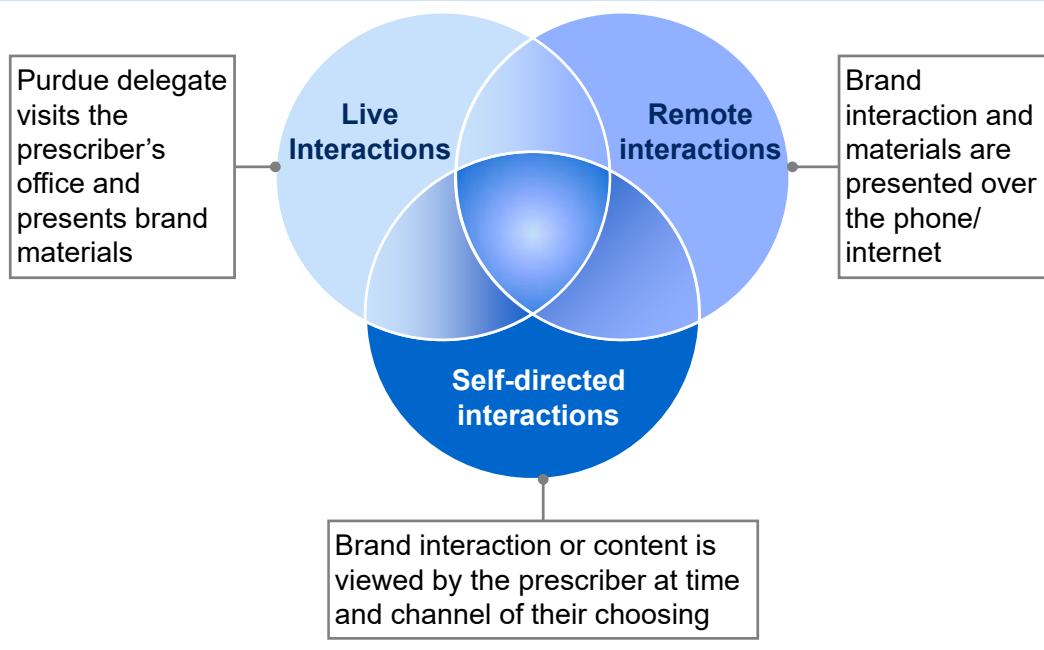 Purdue delegate
visits the
prescriber’s
office and
presents brand
materials
Live
Interactions
Remote
interactions
Brand
interaction and
materials are
presented over
the phone/
internet
Self-directed
interactions
Brand interaction or content is
viewed by the prescriber at time
and channel of their choosing